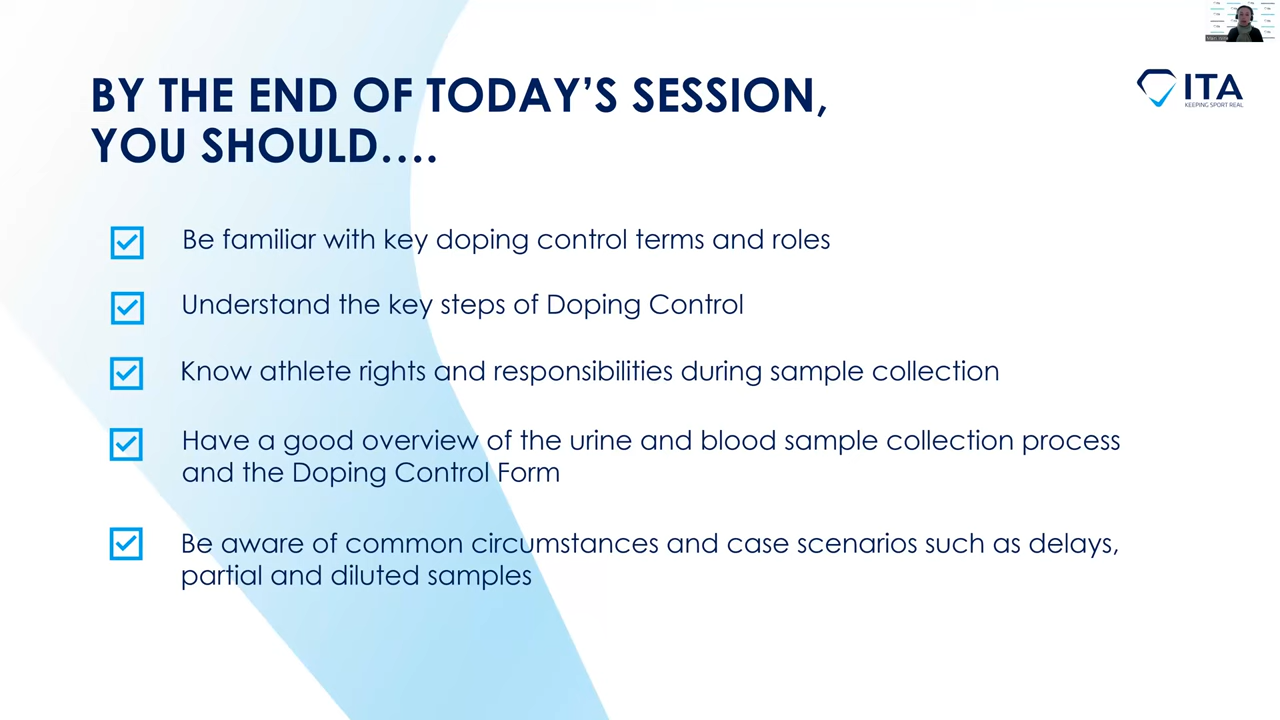 BY THE END OF TODAY'S SESSION,
YOU SHOULD....
ITA
KEEPING SPORT REAL
Be familiar with key doping control terms and roles
Understand the key steps of Doping Control
Know athlete rights and responsibilities during sample collection
Have a good overview of the urine and blood sample collection process
and the Doping Control Form
Be aware of common circumstances and case scenarios such as delays,
partial and diluted samples